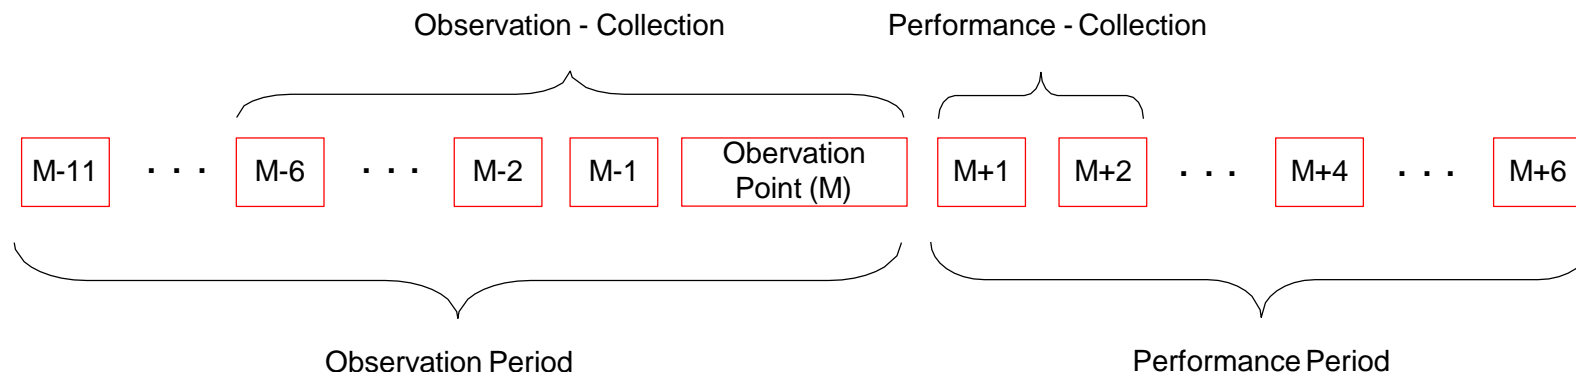 Observation - Collection
Performance - Collection
M-11 . . . M-6 . . . M-2 M-1 Obervation Point (M) M+1 M+2 . . . M+4 . . . M+6
Observation Period
Performance Period